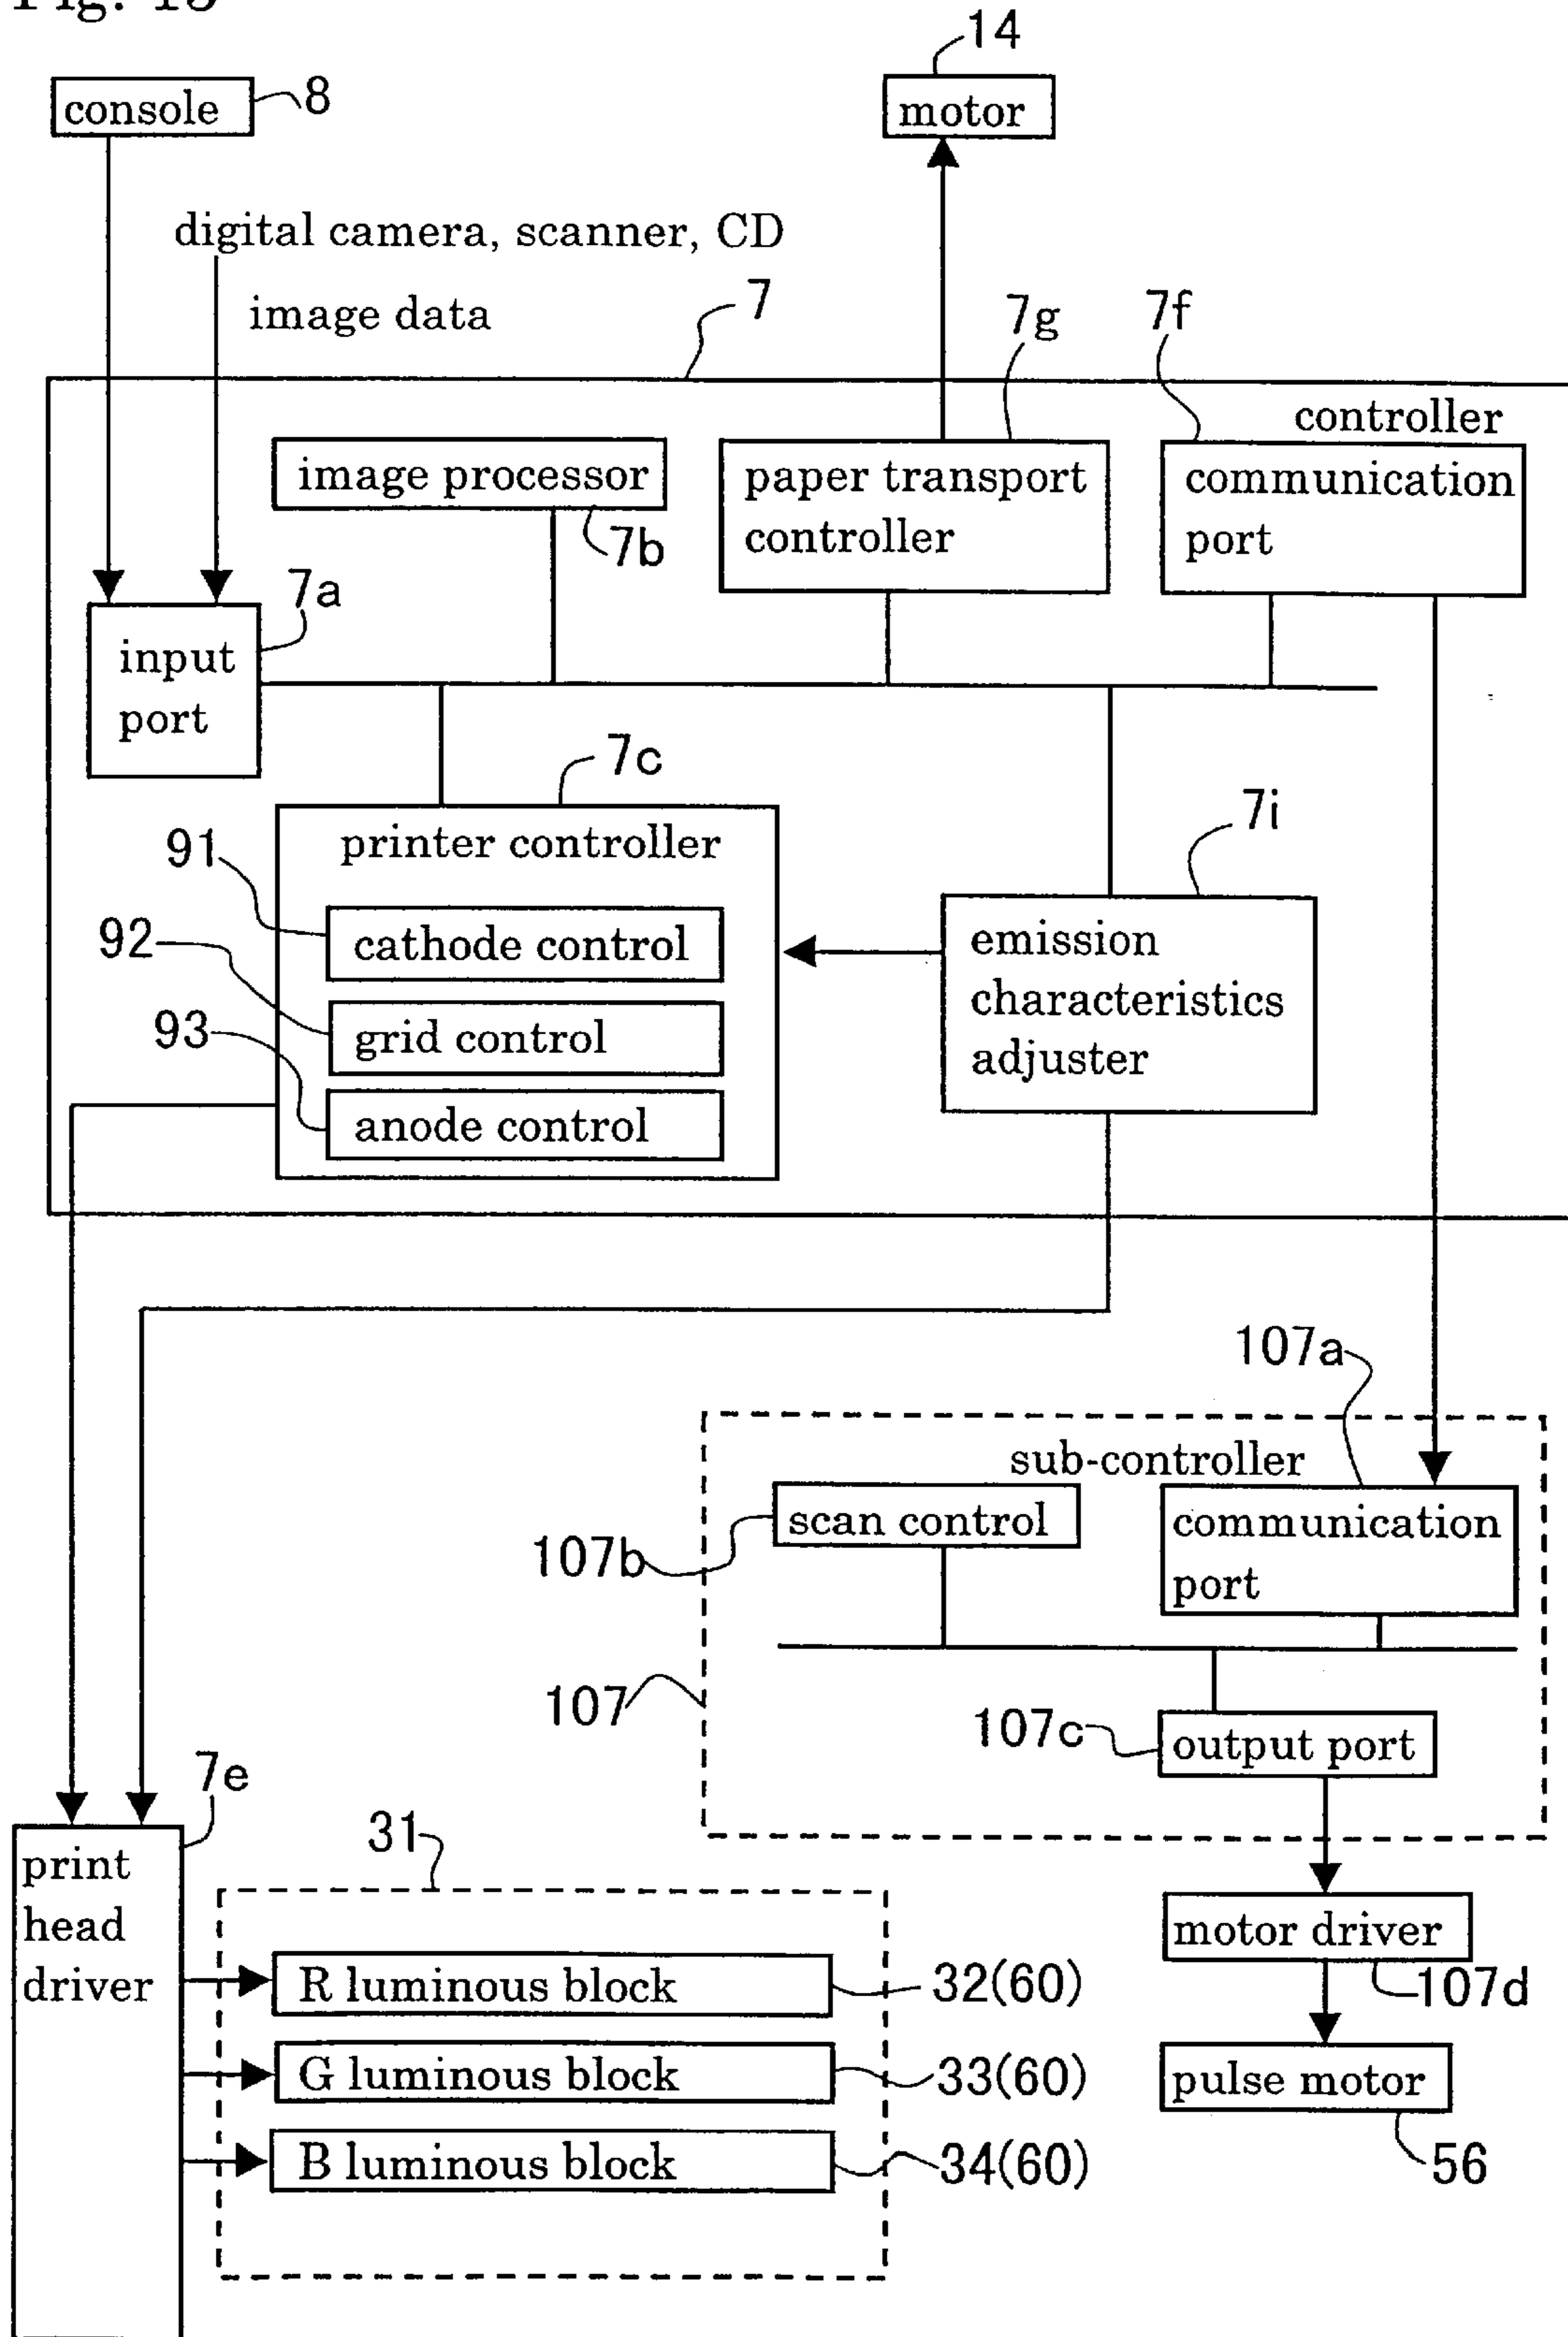 Fig. 13
14
console
8
motor
digital camera, scanner, CD
image data
7
7g
7f
controller
image processor
7b
paper transport
controller
communication
port
7a
input
port
7c
printer controller
7i
91
cathode control
92
grid control
93
anode control
emission
characteristics
adjuster
107a
sub-controller
scan control
107b
communication
port
107
107c
output port
7e
print
head
driver
31
motor driver
107d
R luminous block
32(60)
G luminous block
33(60)
pulse motor
B luminous block
34(60)
56